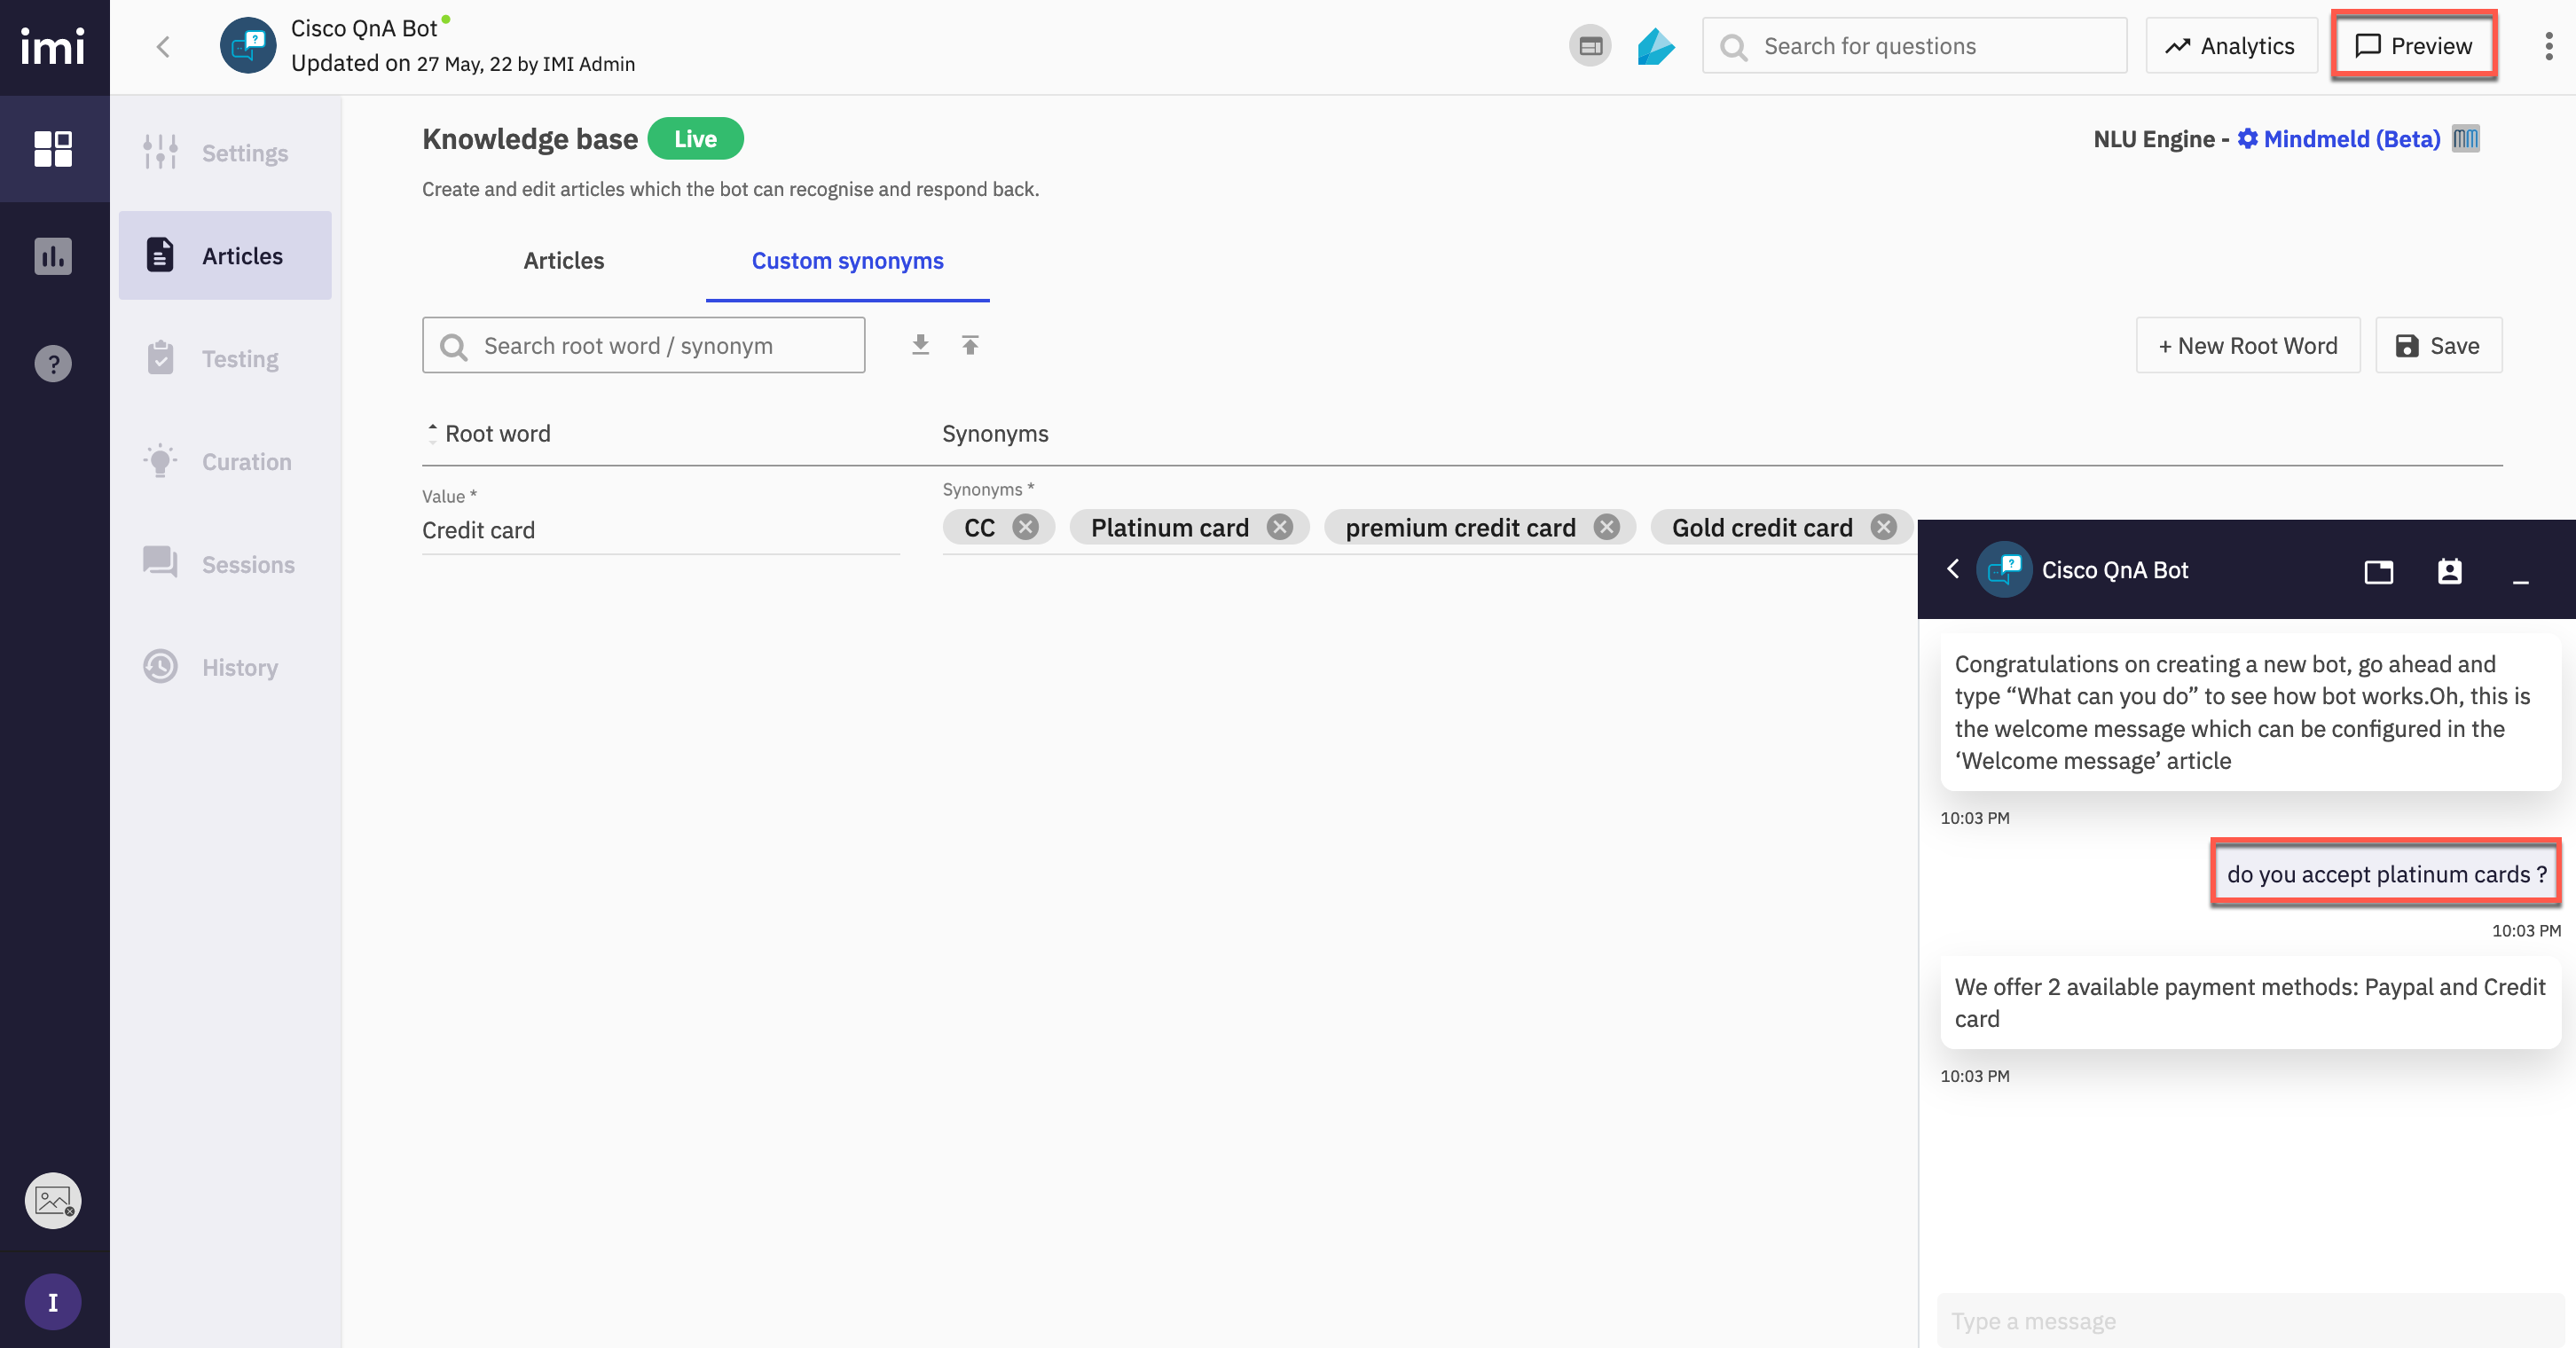 imi
Cisco QnA Bot
Updated on 27 May, 22 by IMI Admin
Search for questions
Analytics
Preview
Settings
Articles
Testing
Curation
Sessions
History
?
I
Knowledge base Live
NLU Engine - Mindmeld (Beta)
Create and edit articles which the bot can recognise and respond back.
Articles
Custom synonyms
Search root word / synonym
+ New Root Word
Save
Root word
Synonyms
Value *
Credit card
Synonyms *
CC
Platinum card
premium credit card
Gold credit card
Cisco QnA Bot
Congratulations on creating a new bot, go ahead and
type “What can you do” to see how bot works.Oh, this is
the welcome message which can be configured in the
‘Welcome message’ article
10:03 PM
do you accept platinum cards ?
10:03 PM
We offer 2 available payment methods: Paypal and Credit
card
10:03 PM
Type a message